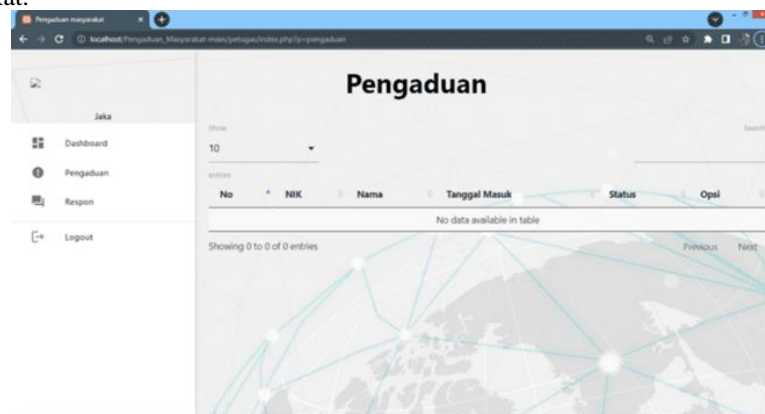 kat.
Pengaduan masyarakat
localhost/Pengaduan_Masyarakat-main/petugas/index.php?p=pengaduan
Jaka
Dashboard
Pengaduan
Respon
Logout
Pengaduan
Show
Search
10
entries
No NIK Nama Tanggal Masuk Status Opsi
No data available in table
Showing 0 to 0 of 0 entries
Previous Next